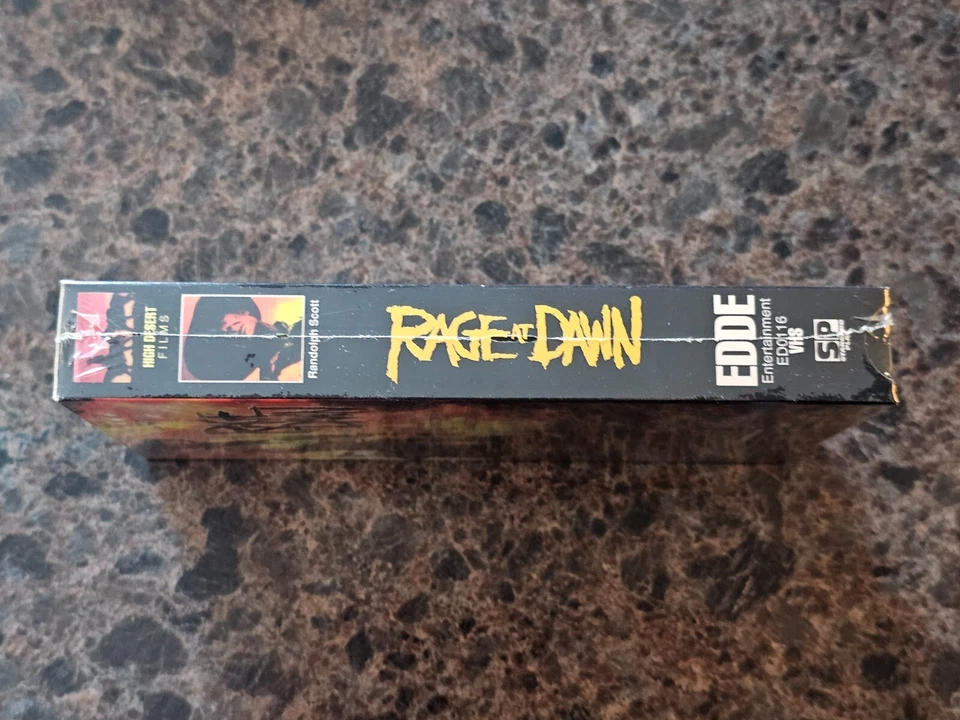 HIGH DESERT
FILMS
Randolph Scott
RAGE AT DAWN
EDDE
Entertainment
ED0116
VHS
SP